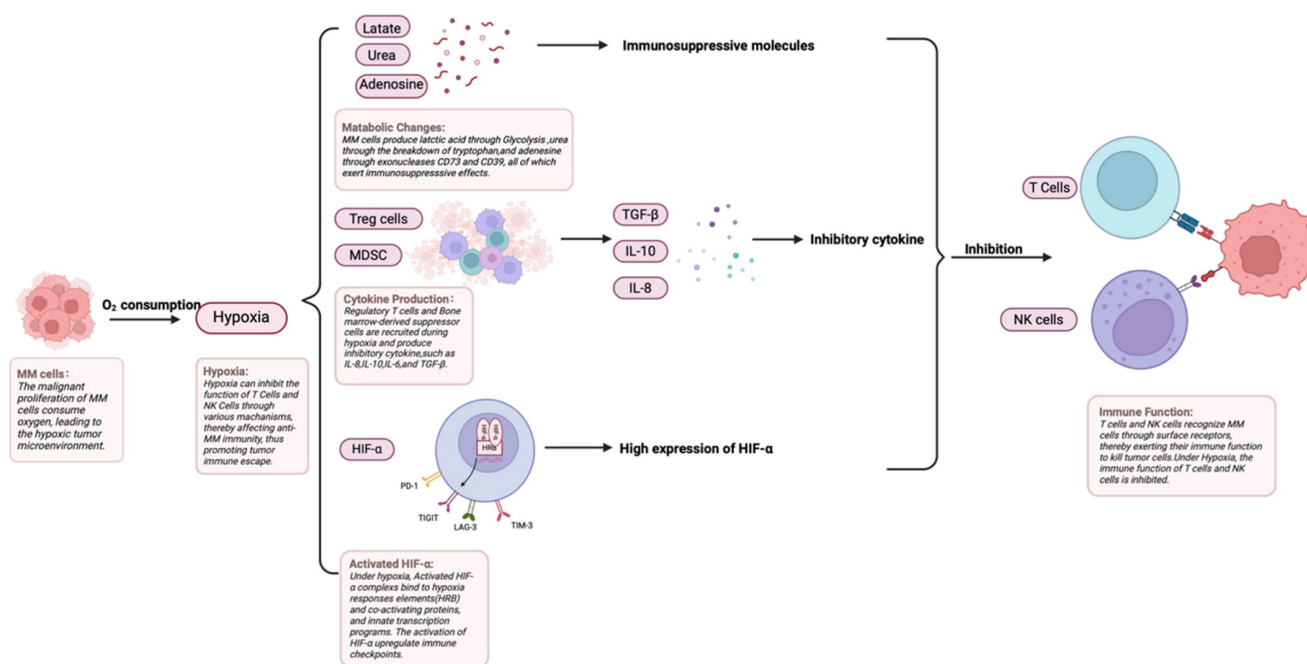 Latate
Urea
Adenosine
Immunosuppressive molecules
Matabolic Changes:
MM cells produce latctic acid through Glycolysis ,urea
through the breakdown of tryptophan,and adenesine
through exonucleases CD73 and CD39, all of which
exert immunosuppresssive effects.
Treg cells
MDSC
TGF-β
IL-10
IL-8
Inhibitory cytokine
Cytokine Production:
Regulatory T cells and Bone
marrow-derived suppressor
cells are recruited during
hypoxia and produce
inhibitory cytokine,such as
IL-8,IL-10,IL-6,and TGF-β.
O₂ consumption
Hypoxia
MM cells:
The malignant
proliferation of MM
cells consume
oxygen, leading to
the hypoxic tumor
microenvironment.
Hypoxia:
Hypoxia can inhibit the
function of T Cells and
NK Cells through
various machanisms,
thereby affecting anti-
MM immunity, thus
promoting tumor
immune escape.
HIF-α
HIF-α
HIF-α
HRB
PD-1
TIGIT
LAG-3
TIM-3
High expression of HIF-α
Activated HIF-α:
Under hypoxia, Activated HIF-
α complexs bind to hypoxia
responses elements(HRB)
and co-activating proteins,
and innate transcription
programs. The activation of
HIF-α upregulate immune
checkpoints.
Inhibition
T Cells
NK cells
Immune Function:
T cells and NK cells recognize MM
cells through surface receptors,
thereby exerting their immune function
to kill tumor cells.Under Hypoxia, the
immune function of T cells and NK
cells is inhibited.